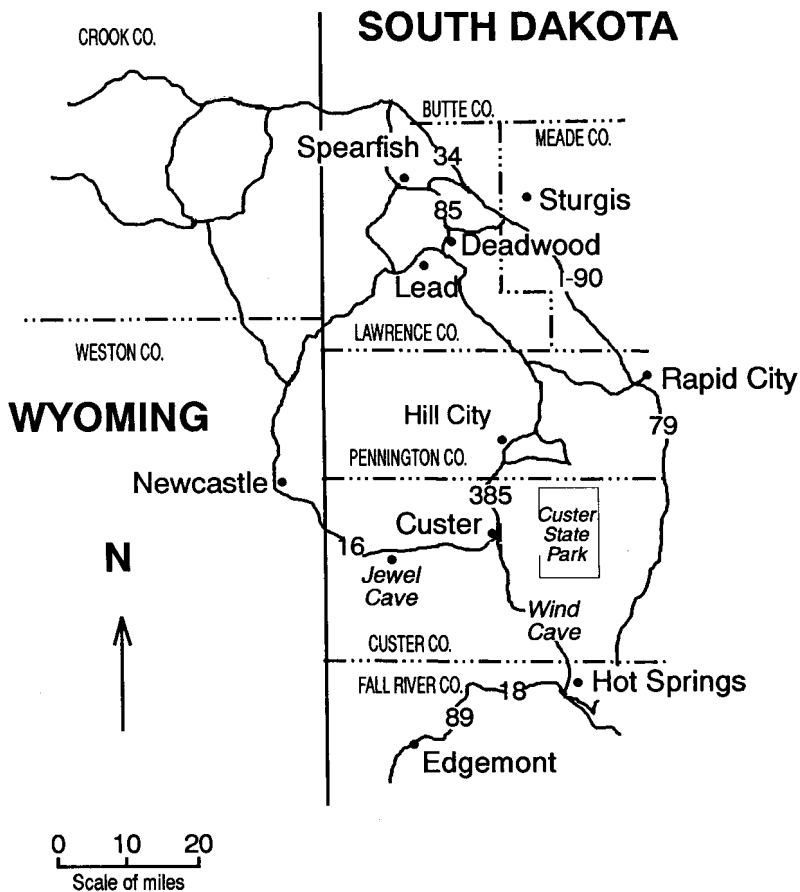 SOUTH DAKOTA
CROOK CO.
BUTTE CO.
MEADE CO.
Spearfish
34
Sturgis
85
Deadwood
I-90
Lead
LAWRENCE CO.
WESTON CO.
Rapid City
WYOMING
Hill City
79
PENNINGTON CO.
Newcastle
385
Custer
Custer
State
Park
16
N
Jewel
Cave
Wind
Cave
CUSTER CO.
FALL RIVER CO.
18
Hot Springs
89
Edgemont
0 10 20
Scale of miles